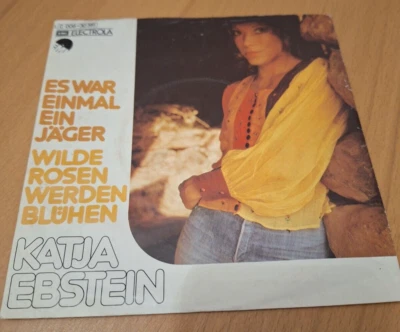 ELECTROLA
ES WAR
EINMAL
EIN
JÄGER
WILDE
ROSEN
WERDEN
BLÜHEN
KATJA
EBSTEIN